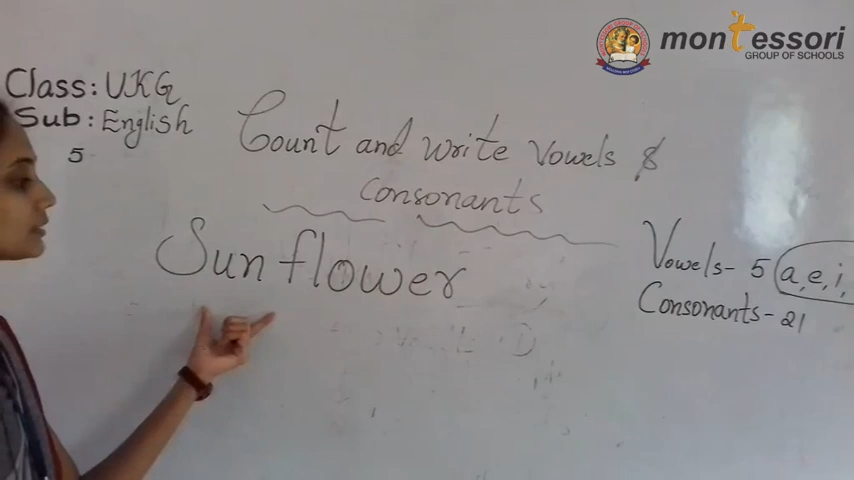 montessori
GROUP OF SCHOOLS
Class: UKG
Sub: English
5
Count and write vowels &
consonants
Sunflower
Vowels- 5 (a, e, i,
Consonants- 21